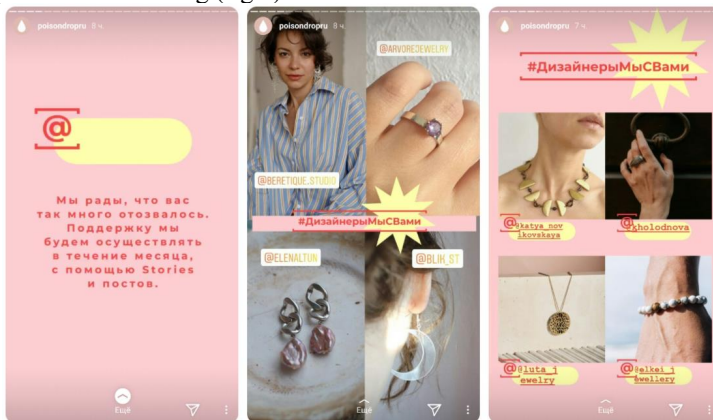 poisondropru 8 ч.
@
Мы рады, что вас
так много отозвалось.
Поддержку мы
будем осуществлять
в течение месяца,
с помощью Stories
и постов.
Ещё
poisondropru 8 ч.
@ARVOREJEWELRY
@BERETIQUE.STUDIO
#ДизайнерыМыСВами
@ELENALTUN
@BLIK_ST
Ещё
poisondropru 7 ч.
#ДизайнерыМыСВами
@katya_nov
ikovskaya
kholodnova
@luta_j
ewelry
@elkei_j
ewellery
Ещё